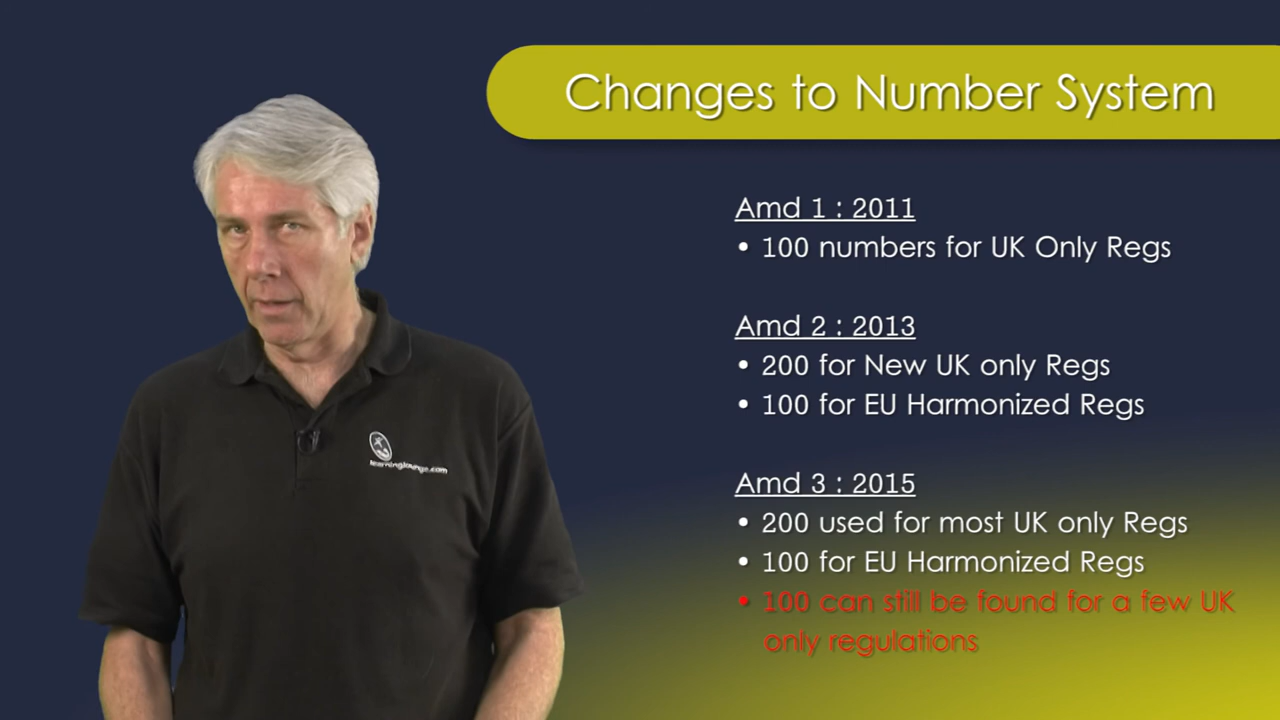 Changes to Number System
Amd 1 : 2011
• 100 numbers for UK Only Regs
Amd 2 : 2013
• 200 for New UK only Regs
• 100 for EU Harmonized Regs
Amd 3 : 2015
• 200 used for most UK only Regs
• 100 for EU Harmonized Regs
• 100 can still be found for a few UK
only regulations
learninglounge.com